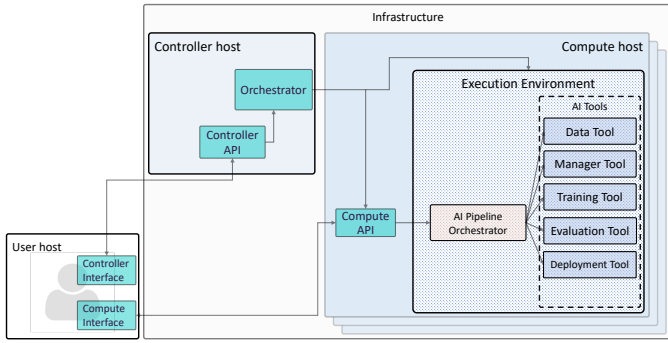 Infrastructure
Controller host
Orchestrator
Controller
API
Compute host
Execution Environment
AI Tools
Data Tool
Manager Tool
Training Tool
Evaluation Tool
Deployment Tool
Compute
API
AI Pipeline
Orchestrator
User host
Controller
Interface
Compute
Interface